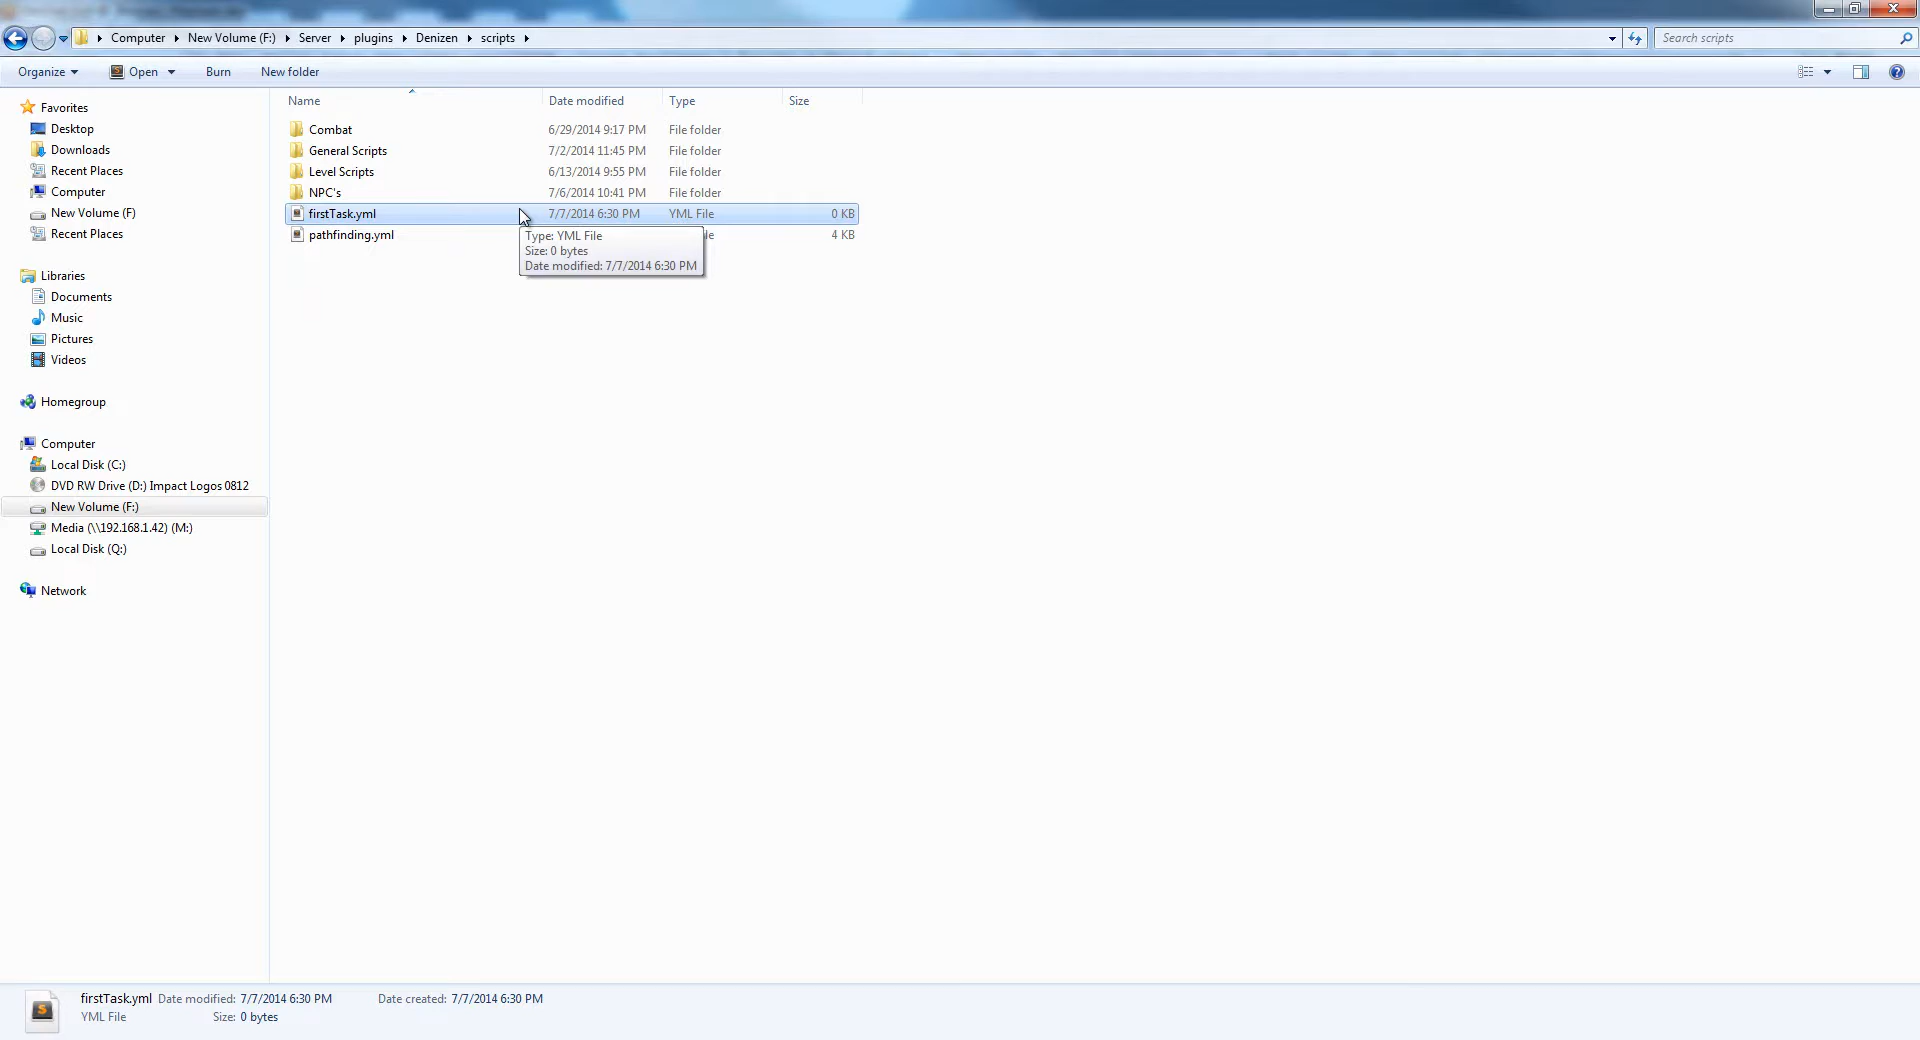 Computer New Volume (F:) Server plugins Denizen scripts
Search scripts
Organize Open Burn New folder
Name Date modified Type Size
Favorites
Desktop
Downloads
Recent Places
Computer
New Volume (F)
Recent Places
Libraries
Documents
Music
Pictures
Videos
Homegroup
Computer
Local Disk (C:)
DVD RW Drive (D:) Impact Logos 0812
New Volume (F:)
Media (\\192.168.1.42) (M:)
Local Disk (Q:)
Network
Combat 6/29/2014 9:17 PM File folder
General Scripts 7/2/2014 11:45 PM File folder
Level Scripts 6/13/2014 9:55 PM File folder
NPC's 7/6/2014 10:41 PM File folder
firstTask.yml 7/7/2014 6:30 PM YML File 0 KB
pathfinding.yml le 4 KB
Type: YML File
Size: 0 bytes
Date modified: 7/7/2014 6:30 PM
firstTask.yml Date modified: 7/7/2014 6:30 PM Date created: 7/7/2014 6:30 PM
YML File Size: 0 bytes